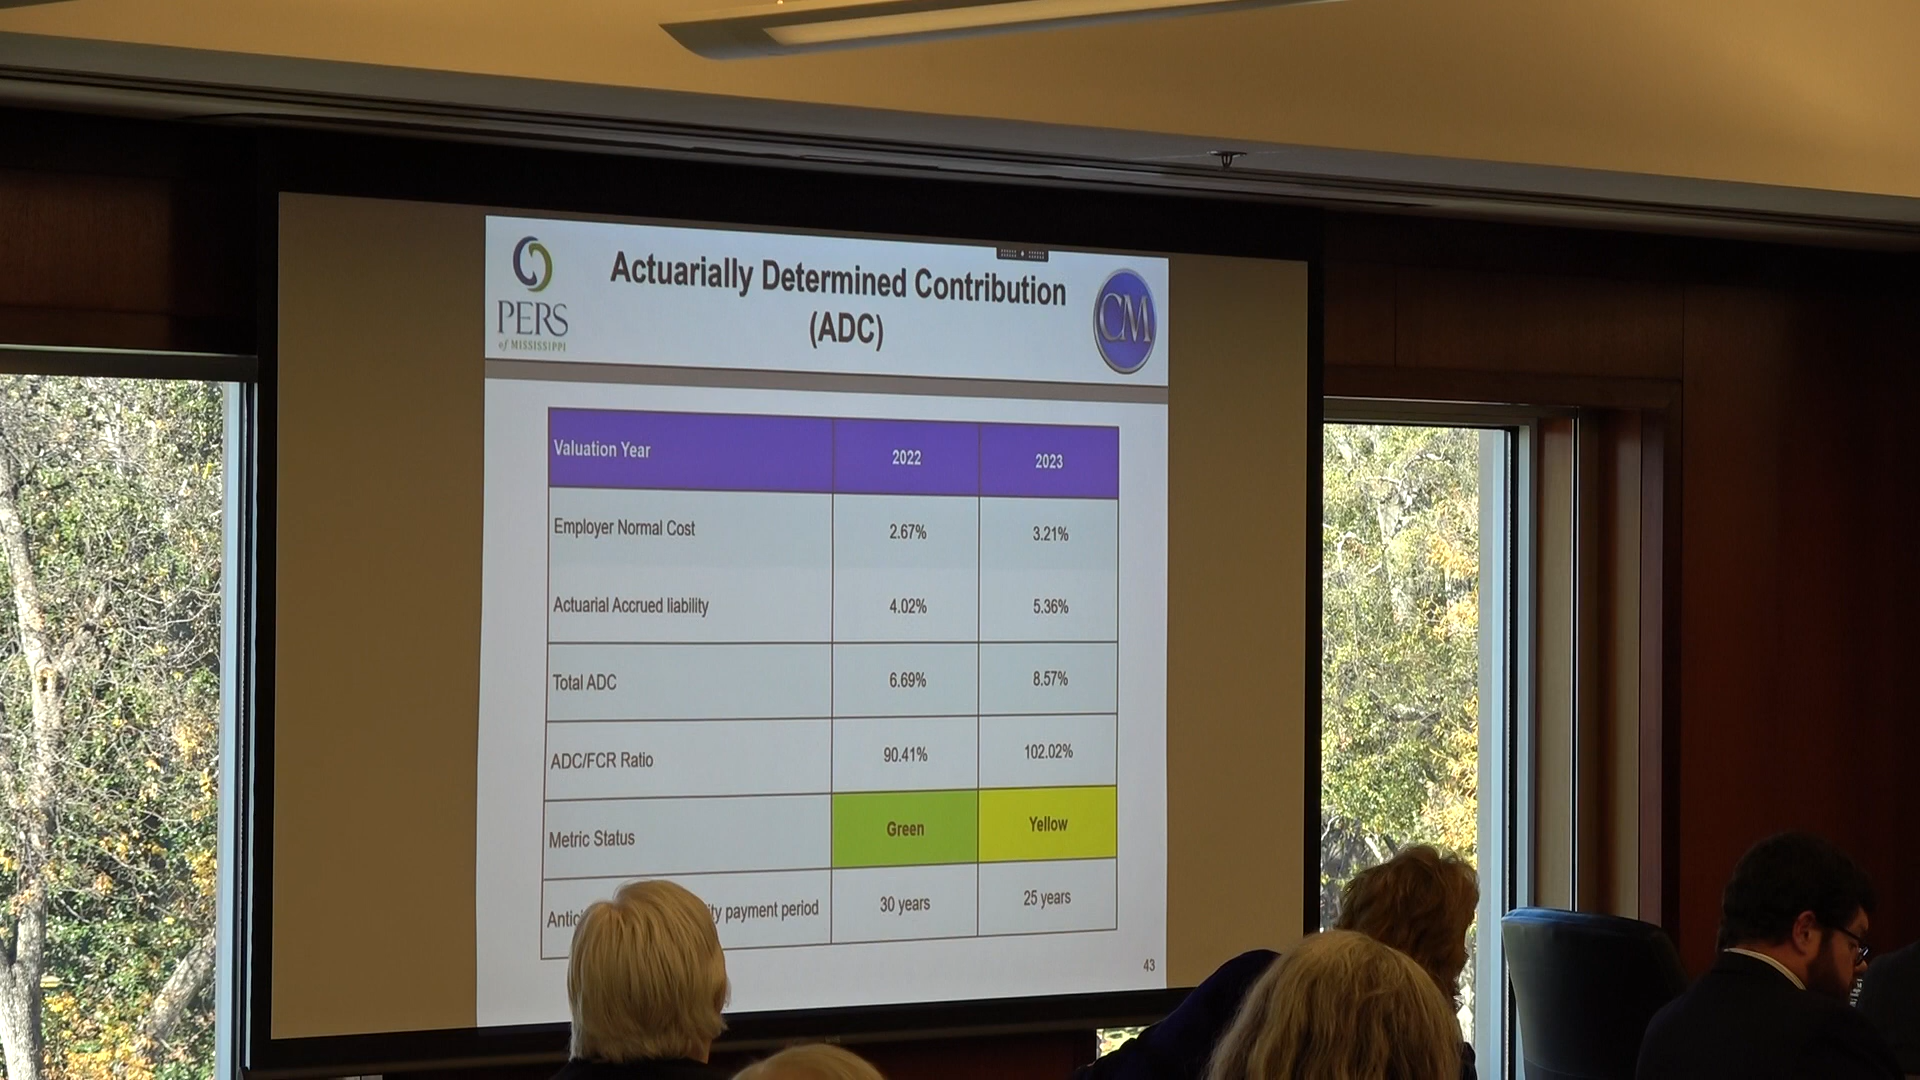 PERS
of MISSISSIPPI
Actuarially Determined Contribution
(ADC)
CM
Valuation Year 2022 2023
Employer Normal Cost 2.67% 3.21%
Actuarial Accrued liability 4.02% 5.36%
Total ADC 6.69% 8.57%
ADC/FCR Ratio 90.41% 102.02%
Metric Status Green Yellow
payment period 30 years 25 years
43